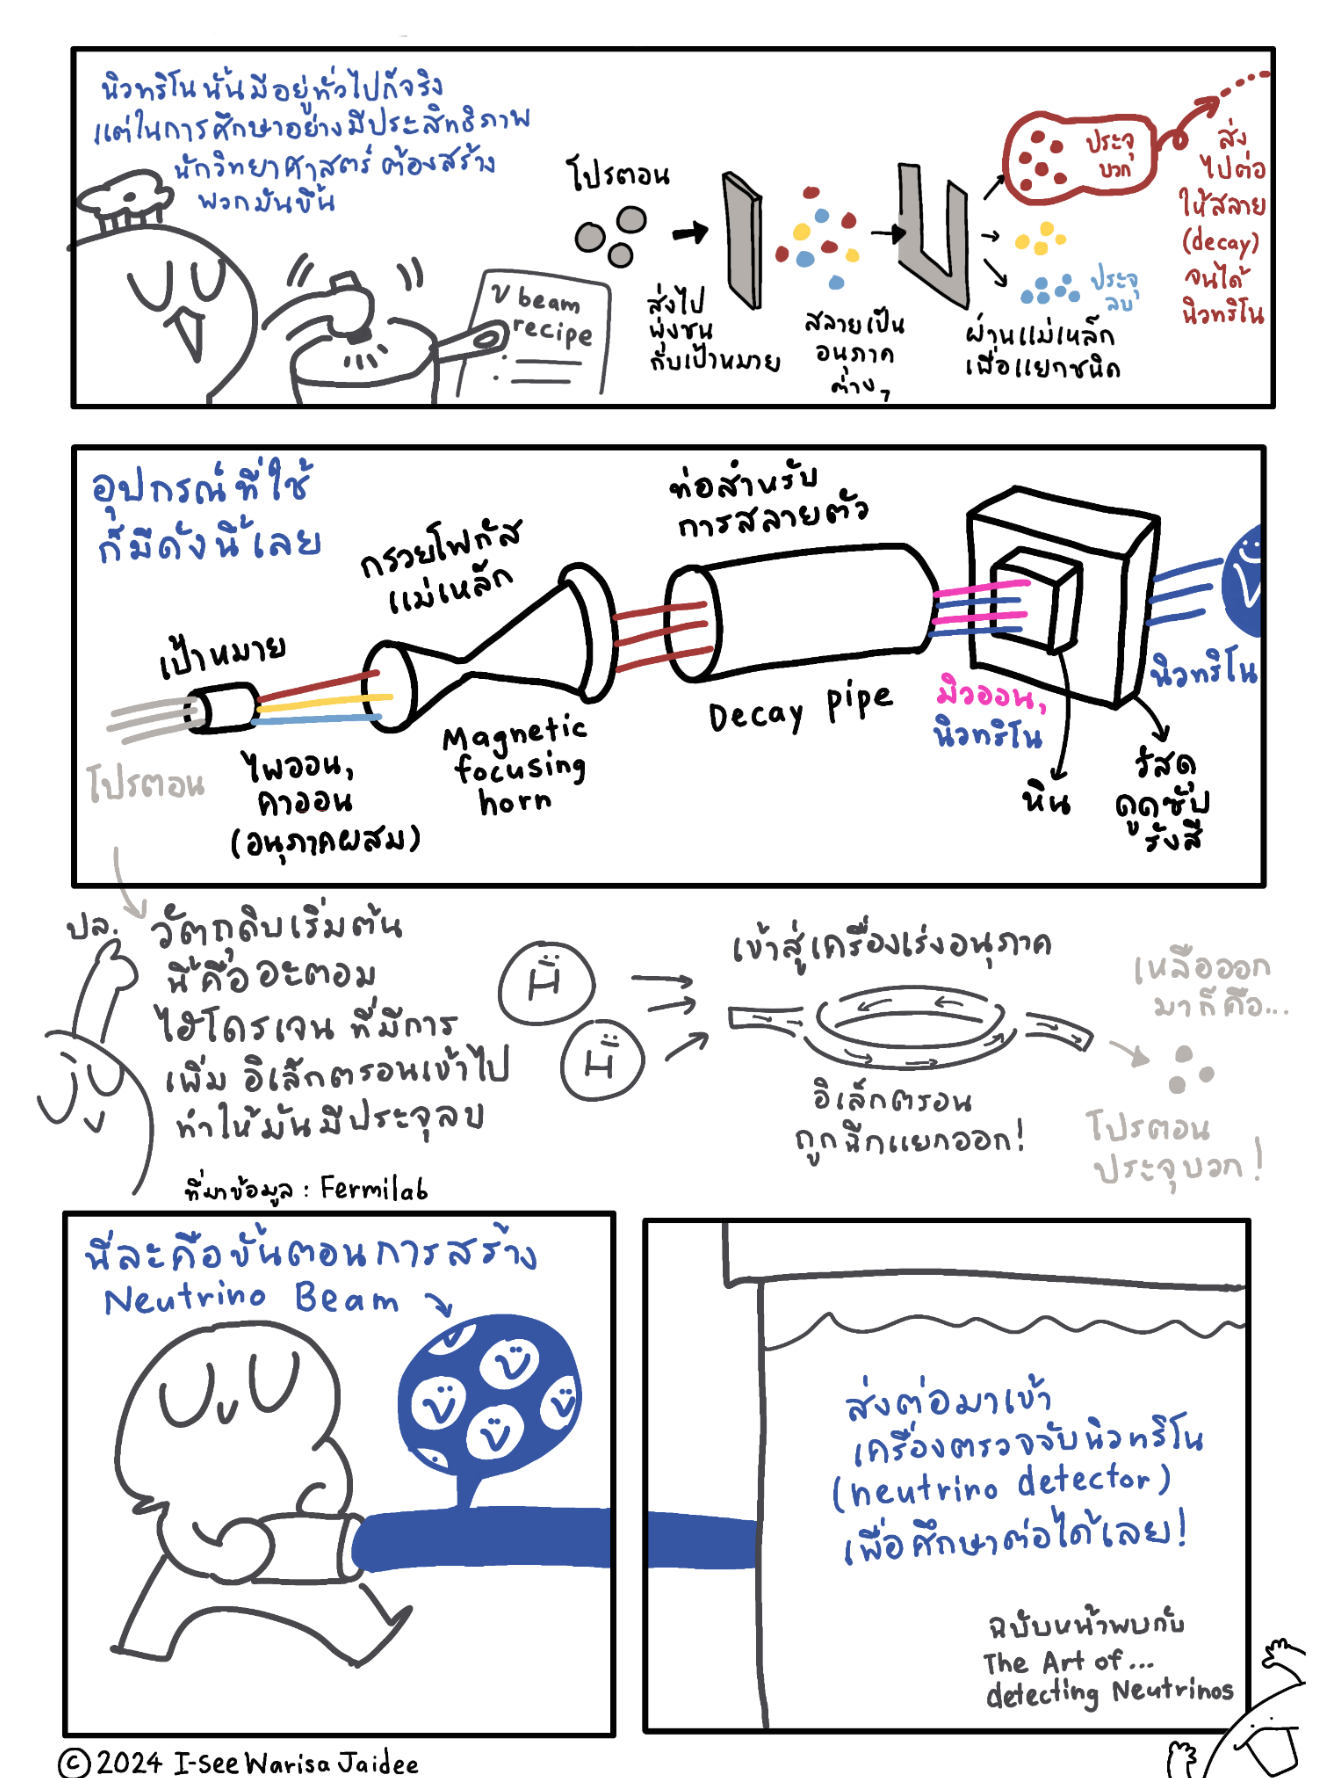 นิวทริโนนั้นมีอยู่ทั่วไปก็จริง
แต่ในการศึกษาอย่างมีประสิทธิภาพ
นักวิทยาศาสตร์ ต้องสร้าง
พวกมันขึ้น
ν beam
recipe
โปรตอน
ส่งไป
พุ่งชน
กับเป้าหมาย
สลายเป็น
อนุภาค
ต่างๆ
ผ่านแม่เหล็ก
เพื่อแยกชนิด
ประจุ
บวก
ประจุ
ลบ
ส่ง
ไปต่อ
ให้สลาย
(decay)
จนได้
นิวทริโน
อุปกรณ์ที่ใช้
ก็มีดังนี้เลย
โปรตอน
เป้าหมาย
ไพออน,
คาออน
(อนุภาคผสม)
กรวยโฟกัส
แม่เหล็ก
Magnetic
focusing
horn
ท่อสำหรับ
การสลายตัว
Decay pipe
มิวออน,
นิวทริโน
หิน
วัสดุ
ดูดซับ
รังสี
นิวทริโน
ปล. วัตถุดิบเริ่มต้น
นี้คืออะตอม
ไฮโดรเจน ที่มีการ
เพิ่ม อิเล็กตรอนเข้าไป
ทำให้มันมีประจุลบ
ที่มาข้อมูล : Fermilab
H
H
เข้าสู่เครื่องเร่งอนุภาค
อิเล็กตรอน
ถูกฉีกแยกออก!
เหลือออก
มาก็คือ...
โปรตอน
ประจุบวก!
นี่ละคือขั้นตอนการสร้าง
Neutrino Beam
ส่งต่อมาเข้า
เครื่องตรวจจับนิวทริโน
(neutrino detector)
เพื่อศึกษาต่อได้เลย!
ฉบับหน้าพบกับ
The Art of...
detecting Neutrinos
© 2024 I-See Warisa Jaidee